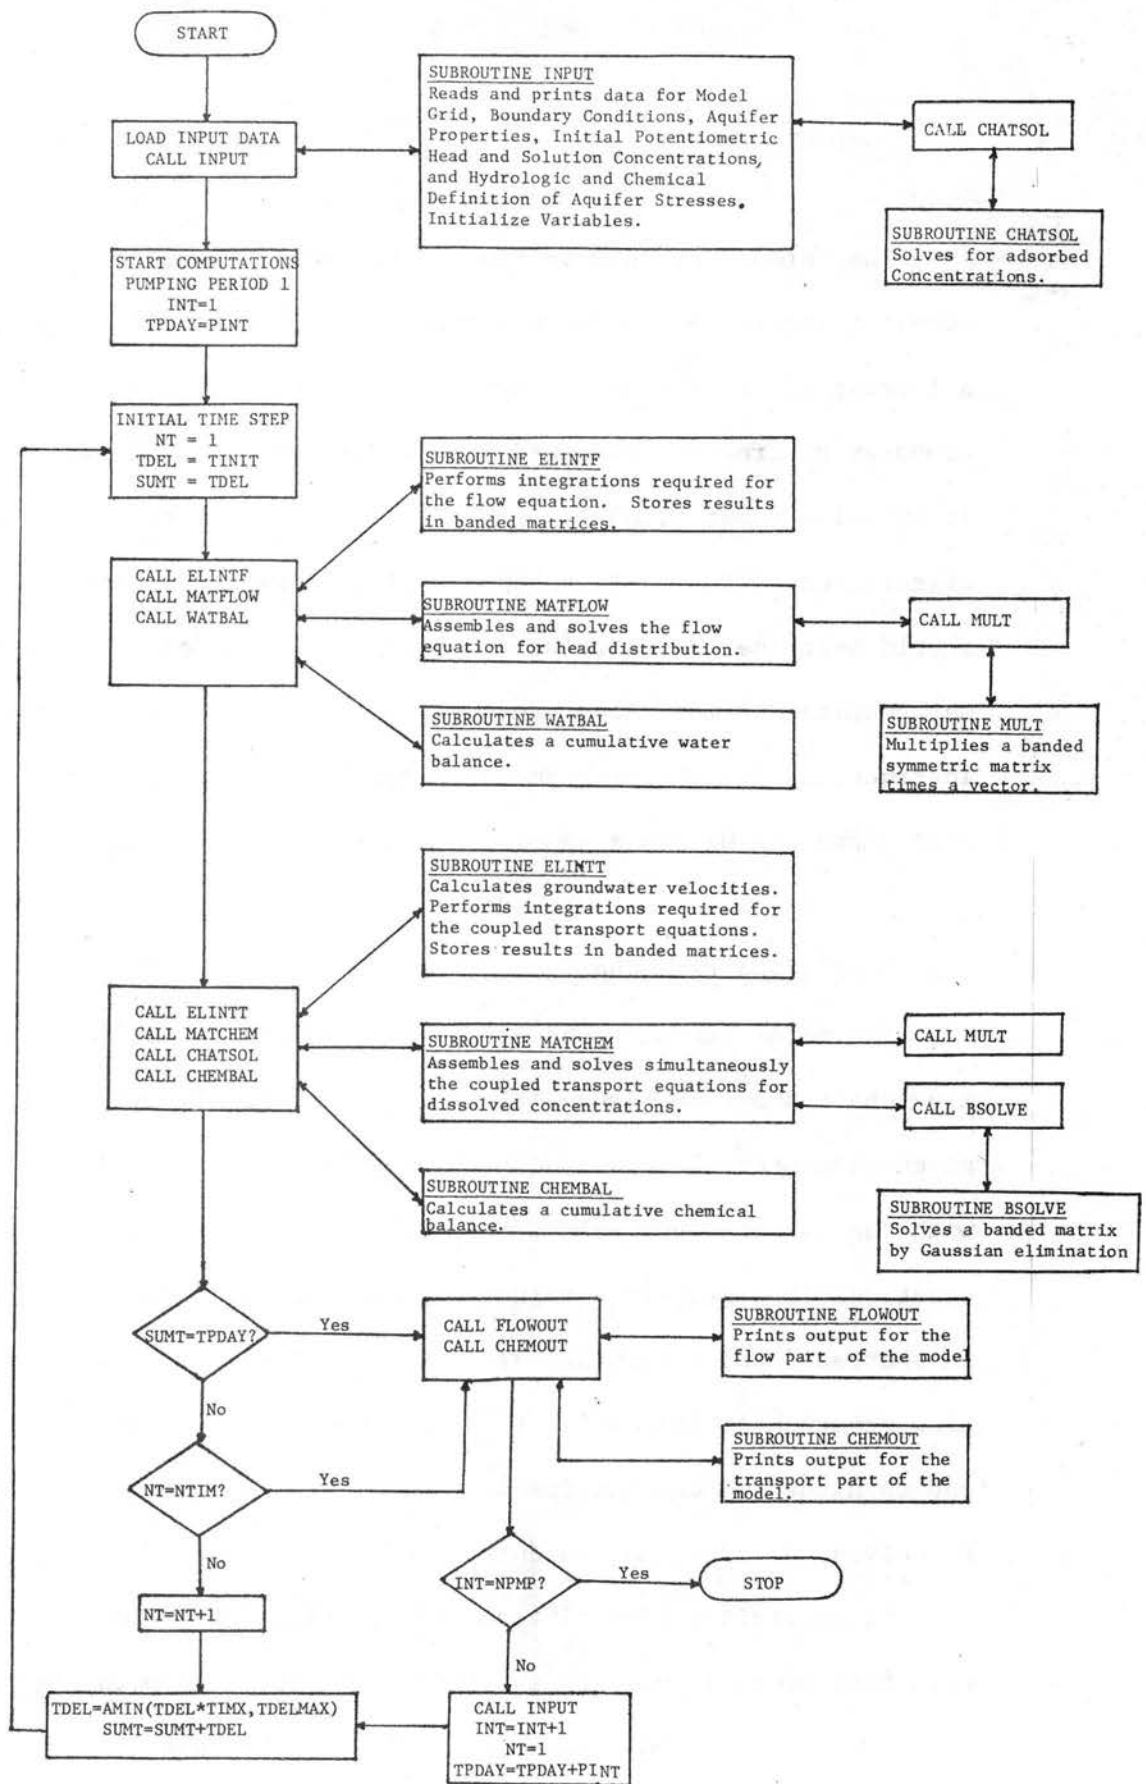 START
LOAD INPUT DATA
CALL INPUT
SUBROUTINE INPUT
Reads and prints data for Model
Grid, Boundary Conditions, Aquifer
Properties, Initial Potentiometric
Head and Solution Concentrations,
and Hydrologic and Chemical
Definition of Aquifer Stresses.
Initialize Variables.
CALL CHATSOL
SUBROUTINE CHATSOL
Solves for adsorbed
Concentrations.
START COMPUTATIONS
PUMPING PERIOD 1
INT=1
TPDAY=PINT
INITIAL TIME STEP
NT = 1
TDEL = TINIT
SUMT = TDEL
SUBROUTINE ELINTF
Performs integrations required for
the flow equation. Stores results
in banded matrices.
CALL ELINTF
CALL MATFLOW
CALL WATBAL
SUBROUTINE MATFLOW
Assembles and solves the flow
equation for head distribution.
CALL MULT
SUBROUTINE MULT
Multiplies a banded
symmetric matrix
times a vector.
SUBROUTINE WATBAL
Calculates a cumulative water
balance.
SUBROUTINE ELINTT
Calculates groundwater velocities.
Performs integrations required for
the coupled transport equations.
Stores results in banded matrices.
CALL ELINTT
CALL MATCHEM
CALL CHATSOL
CALL CHEMBAL
SUBROUTINE MATCHEM
Assembles and solves simultaneously
the coupled transport equations for
dissolved concentrations.
CALL MULT
CALL BSOLVE
SUBROUTINE BSOLVE
Solves a banded matrix
by Gaussian elimination
SUBROUTINE CHEMBAL
Calculates a cumulative chemical
balance.
SUMT=TPDAY?
Yes
CALL FLOWOUT
CALL CHEMOUT
SUBROUTINE FLOWOUT
Prints output for the
flow part of the model
No
SUBROUTINE CHEMOUT
Prints output for the
transport part of the
model.
NT=NTIM?
Yes
No
INT=NPMP?
Yes
STOP
NT=NT+1
No
TDEL=AMIN(TDEL*TIMX,TDELMAX)
SUMT=SUMT+TDEL
CALL INPUT
INT=INT+1
NT=1
TPDAY=TPDAY+PINT